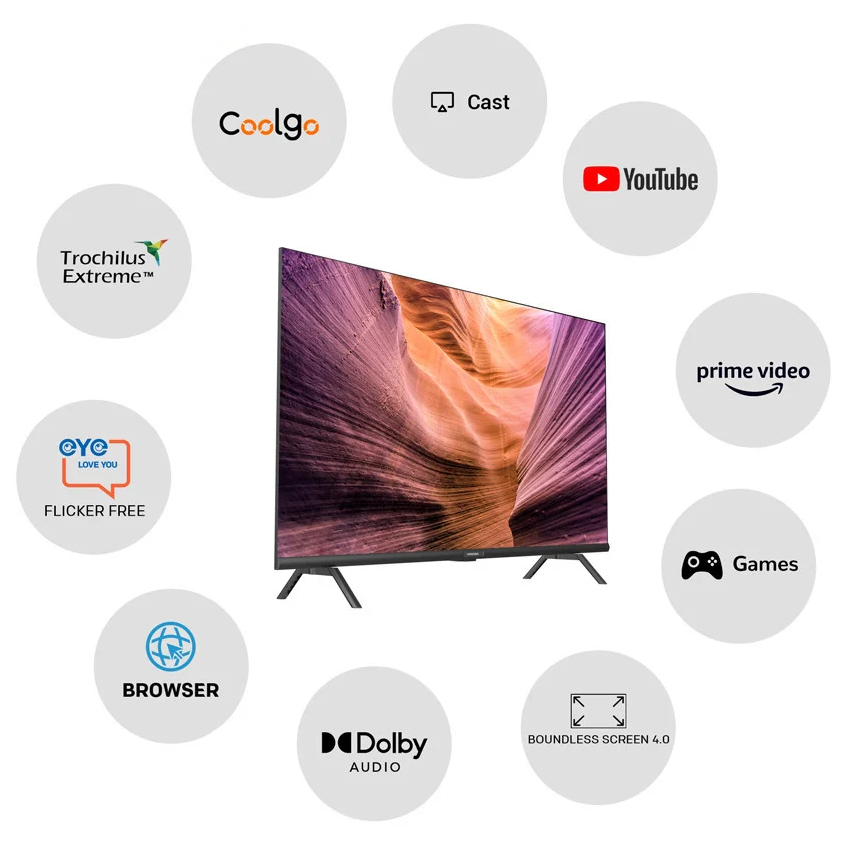 Coolgo
Cast
YouTube
Trochilus
Extreme™
prime video
eye
LOVE YOU
FLICKER FREE
Games
BROWSER
Dolby
AUDIO
BOUNDLESS SCREEN 4.0